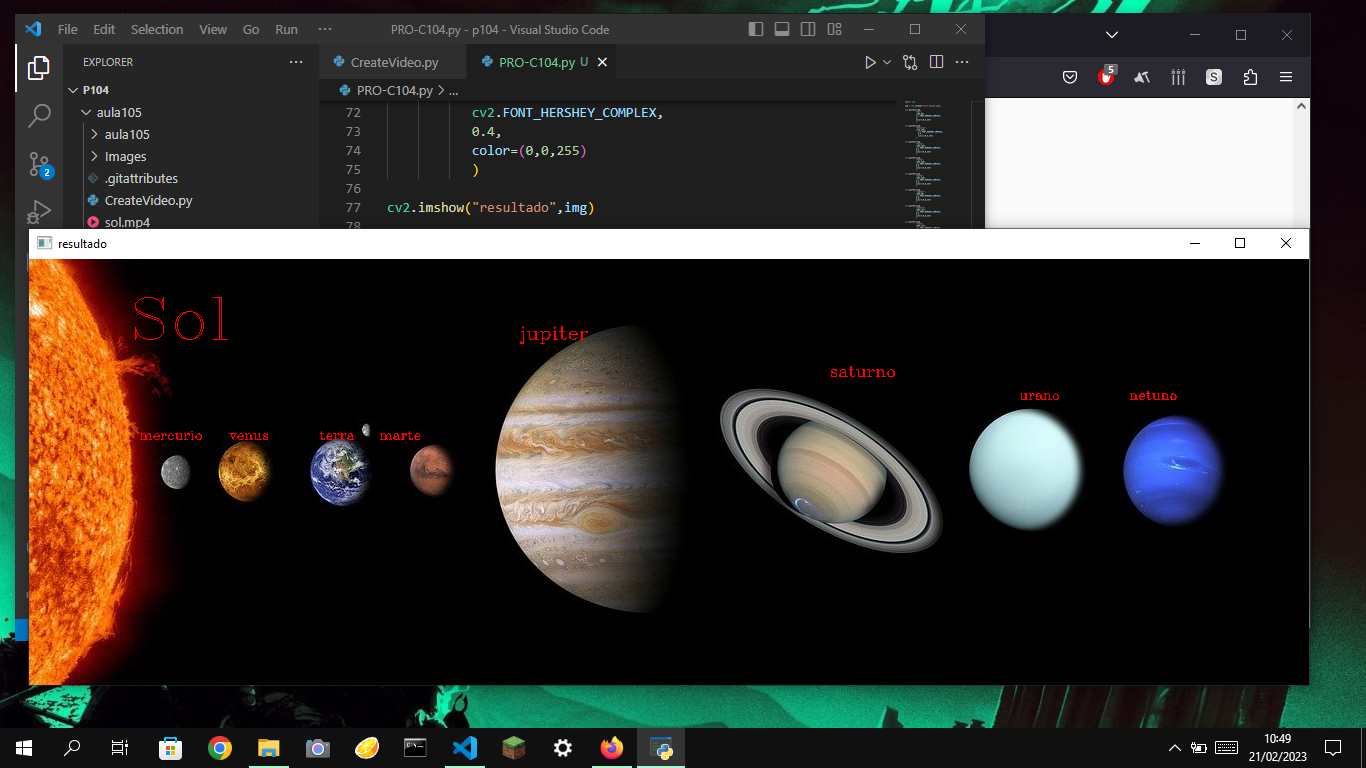 File Edit Selection View Go Run ··· PRO-C104.py - p104 - Visual Studio Code
EXPLORER ···
CreateVideo.py
PRO-C104.py U
P104
PRO-C104.py > ...
aula105
aula105
Images
.gitattributes
CreateVideo.py
sol.mp4
2
72 cv2.FONT_HERSHEY_COMPLEX,
73 0.4,
74 color=(0,0,255)
75 )
76
77 cv2.imshow("resultado",img)
78
5
S
resultado
Sol
jupiter
saturno
urano
netuno
mercurio
venus
terra
marte
10:49
21/02/2023